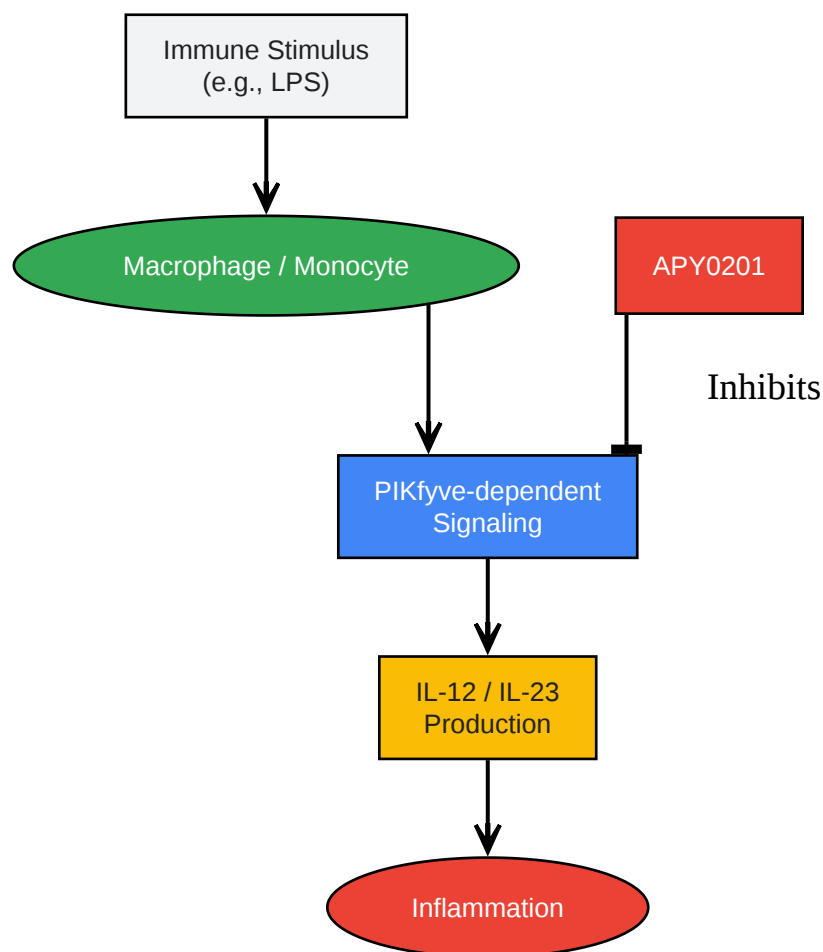 Immune Stimulus
(e.g., LPS)
Macrophage / Monocyte
APY0201
Inhibits
PIKfyve-dependent
Signaling
IL-12 / IL-23
Production
Inflammation